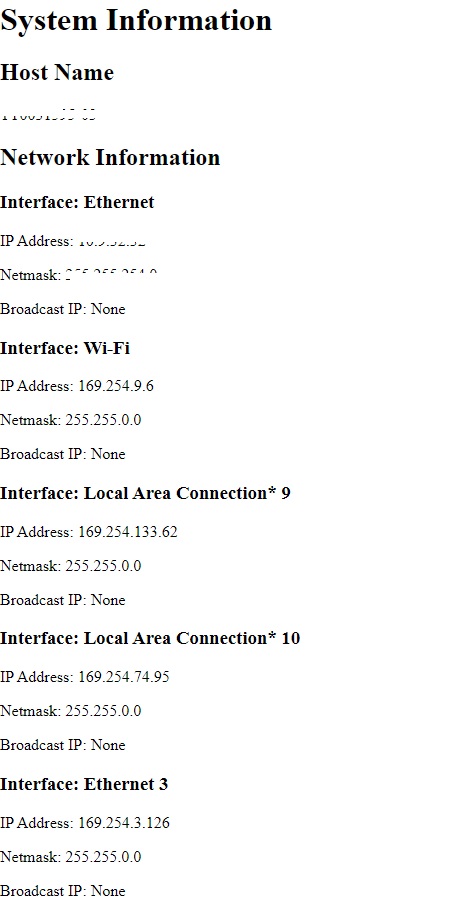 System Information
Host Name
Network Information
Interface: Ethernet
IP Address:
Netmask:
Broadcast IP: None
Interface: Wi-Fi
IP Address: 169.254.9.6
Netmask: 255.255.0.0
Broadcast IP: None
Interface: Local Area Connection* 9
IP Address: 169.254.133.62
Netmask: 255.255.0.0
Broadcast IP: None
Interface: Local Area Connection* 10
IP Address: 169.254.74.95
Netmask: 255.255.0.0
Broadcast IP: None
Interface: Ethernet 3
IP Address: 169.254.3.126
Netmask: 255.255.0.0
Broadcast IP: None